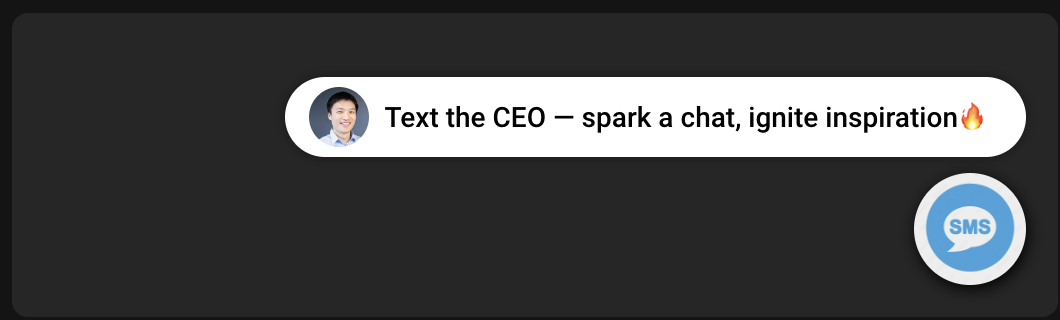 Text the CEO — spark a chat, ignite inspiration🔥
SMS